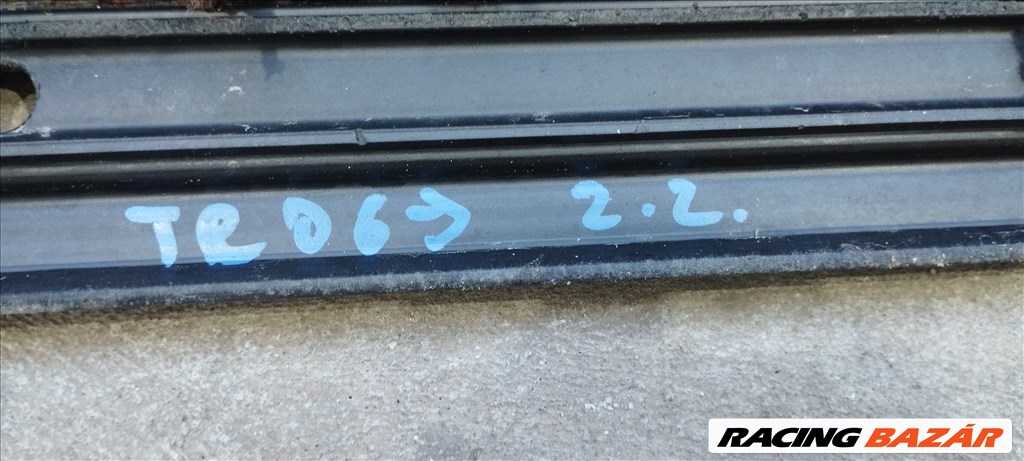 TR 06→ 2.2.
RACING BAZÁR